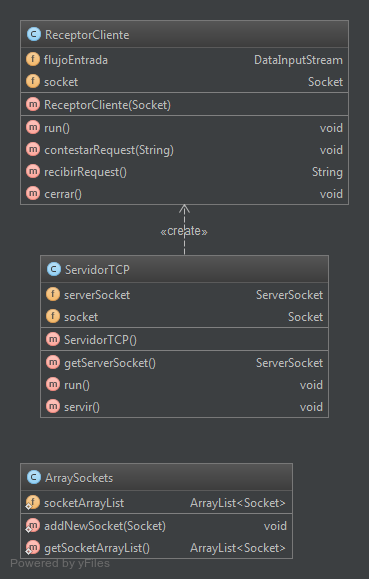 ReceptorCliente
flujoEntrada DataInputStream
socket Socket
ReceptorCliente(Socket)
run() void
contestarRequest(String) void
recibirRequest() String
cerrar() void
«create»
ServidorTCP
serverSocket ServerSocket
socket Socket
ServidorTCP()
getServerSocket() ServerSocket
run() void
servir() void
ArraySockets
socketArrayList ArrayList<Socket>
addNewSocket(Socket) void
getSocketArrayList() ArrayList<Socket>
Powered by yFiles